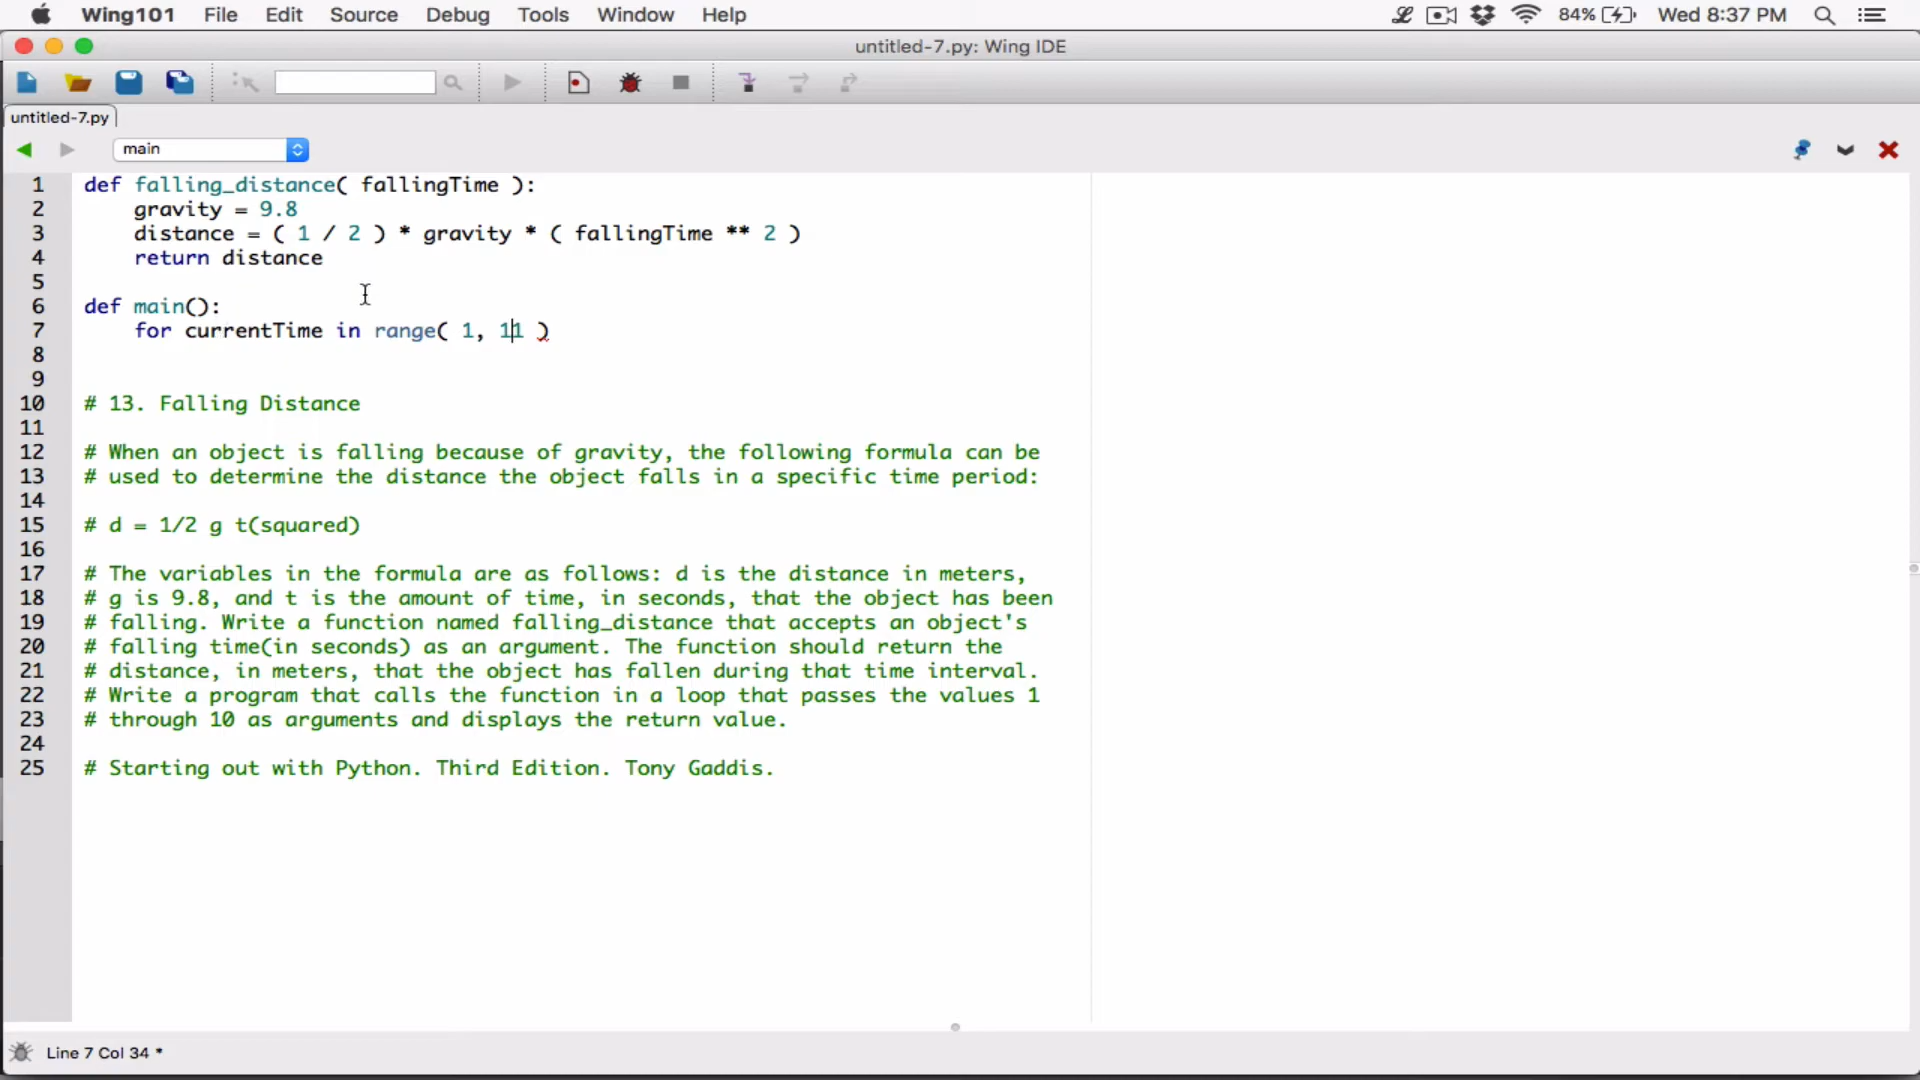 Wing101 File Edit Source Debug Tools Window Help 84% Wed 8:37 PM
untitled-7.py: Wing IDE
untitled-7.py
main
1 def falling_distance( fallingTime ):
2 gravity = 9.8
3 distance = ( 1 / 2 ) * gravity * ( fallingTime ** 2 )
4 return distance
5
6 def main():
7 for currentTime in range( 1, 11 )
8
9
10 # 13. Falling Distance
11
12 # When an object is falling because of gravity, the following formula can be
13 # used to determine the distance the object falls in a specific time period:
14
15 # d = 1/2 g t(squared)
16
17 # The variables in the formula are as follows: d is the distance in meters,
18 # g is 9.8, and t is the amount of time, in seconds, that the object has been
19 # falling. Write a function named falling_distance that accepts an object's
20 # falling time(in seconds) as an argument. The function should return the
21 # distance, in meters, that the object has fallen during that time interval.
22 # Write a program that calls the function in a loop that passes the values 1
23 # through 10 as arguments and displays the return value.
24
25 # Starting out with Python. Third Edition. Tony Gaddis.
Line 7 Col 34 *